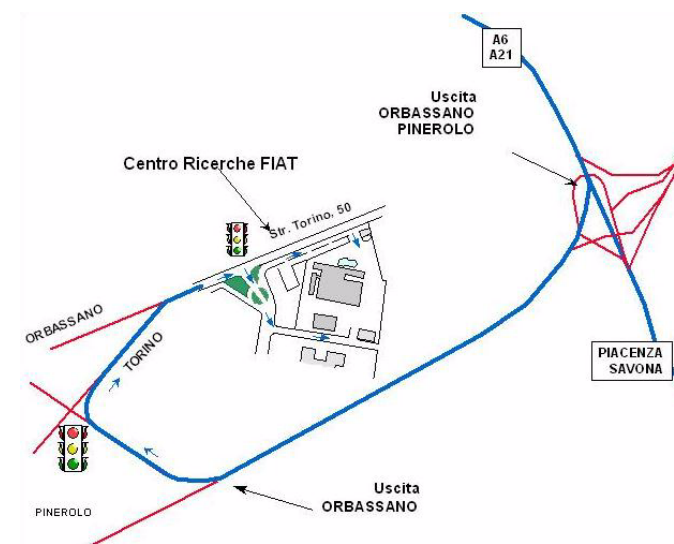 A6
A21
Uscita
ORBASSANO
PINEROLO
Centro Ricerche FIAT
Str. Torino, 50
ORBASSANO
TORINO
PIACENZA
SAVONA
Uscita
ORBASSANO
PINEROLO